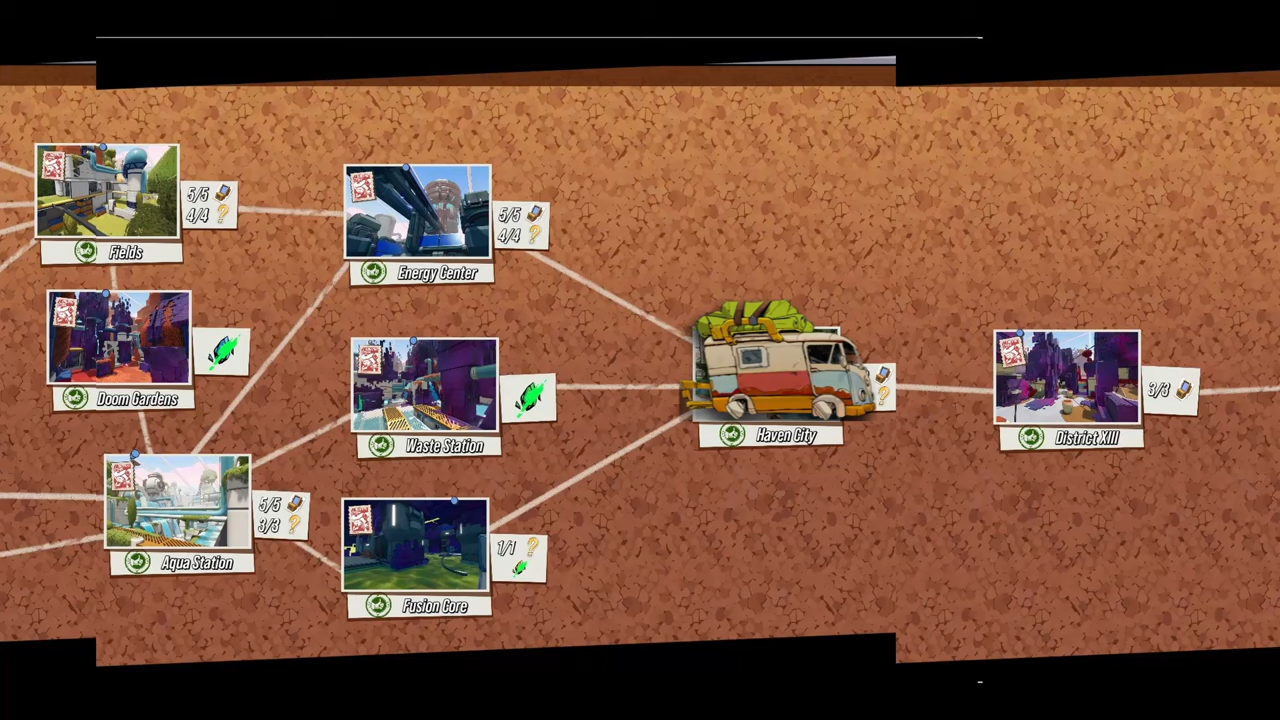 5/5
4/4
Fields
5/5
4/4
Energy Center
Doom Gardens
Waste Station
Haven City
3/3
District XIII
5/5
3/3
Aqua Station
1/1
Fusion Core